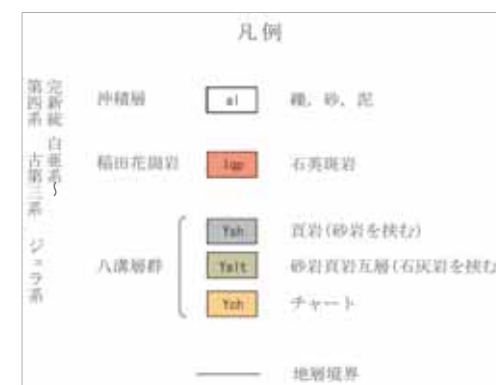 凡例
第四系 完新統
沖積層 al 礫、砂、泥
古第三系 白亜系~
稲田花崗岩 Iqp 石英斑岩
ジュラ系
八溝層群
Ysh 頁岩(砂岩を挟む)
Yalt 砂岩頁岩互層(石灰岩を挟む
Ych チャート
地層境界